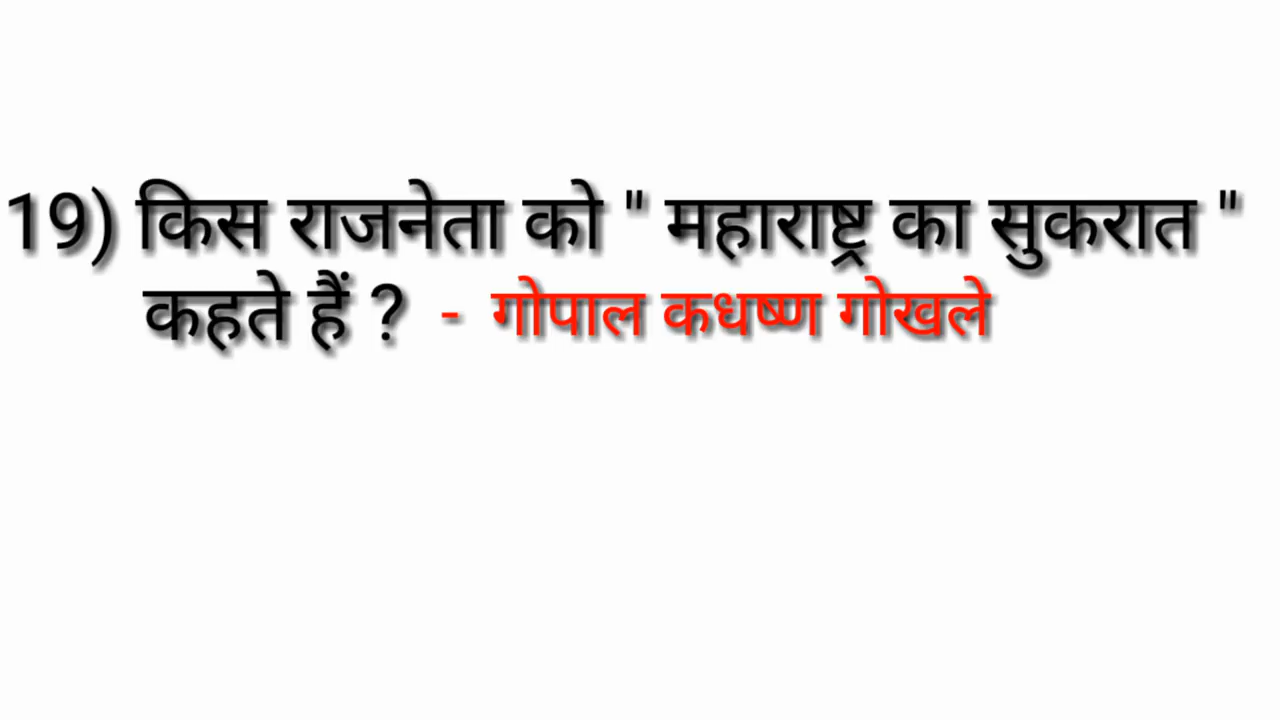 19) किस राजनेता को " महाराष्ट्र का सुकरात "
कहते हैं ? - गोपाल कधष्ण गोखले